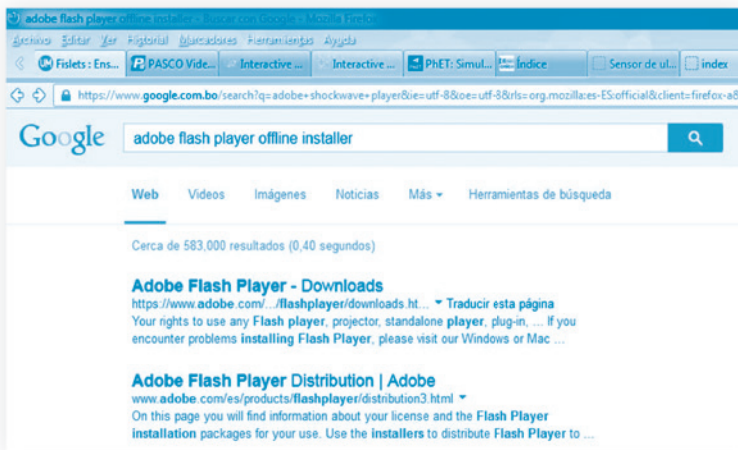 adobe flash player offline installer - Buscar con Google - Mozilla Firefox
Archivo Editar Ver Historial Marcadores Herramientas Ayuda
Fislets : Ens... PASCO Vide... Interactive ... Interactive ... PhET: Simul... Índice Sensor de ul... index
https://www.google.com.bo/search?q=adobe+shockwave+player&ie=utf-8&oe=utf-8&rls=org.mozilla:es-ES:official&client=firefox-a&
Google adobe flash player offline installer
Web Videos Imágenes Noticias Más Herramientas de búsqueda
Cerca de 583,000 resultados (0,40 segundos)
Adobe Flash Player - Downloads
https://www.adobe.com/.../flashplayer/downloads.ht... Traducir esta página
Your rights to use any Flash player, projector, standalone player, plug-in, ... If you
encounter problems installing Flash Player, please visit our Windows or Mac ...
Adobe Flash Player Distribution | Adobe
www.adobe.com/es/products/flashplayer/distribution3.html
On this page you will find information about your license and the Flash Player
installation packages for your use. Use the installers to distribute Flash Player to ...